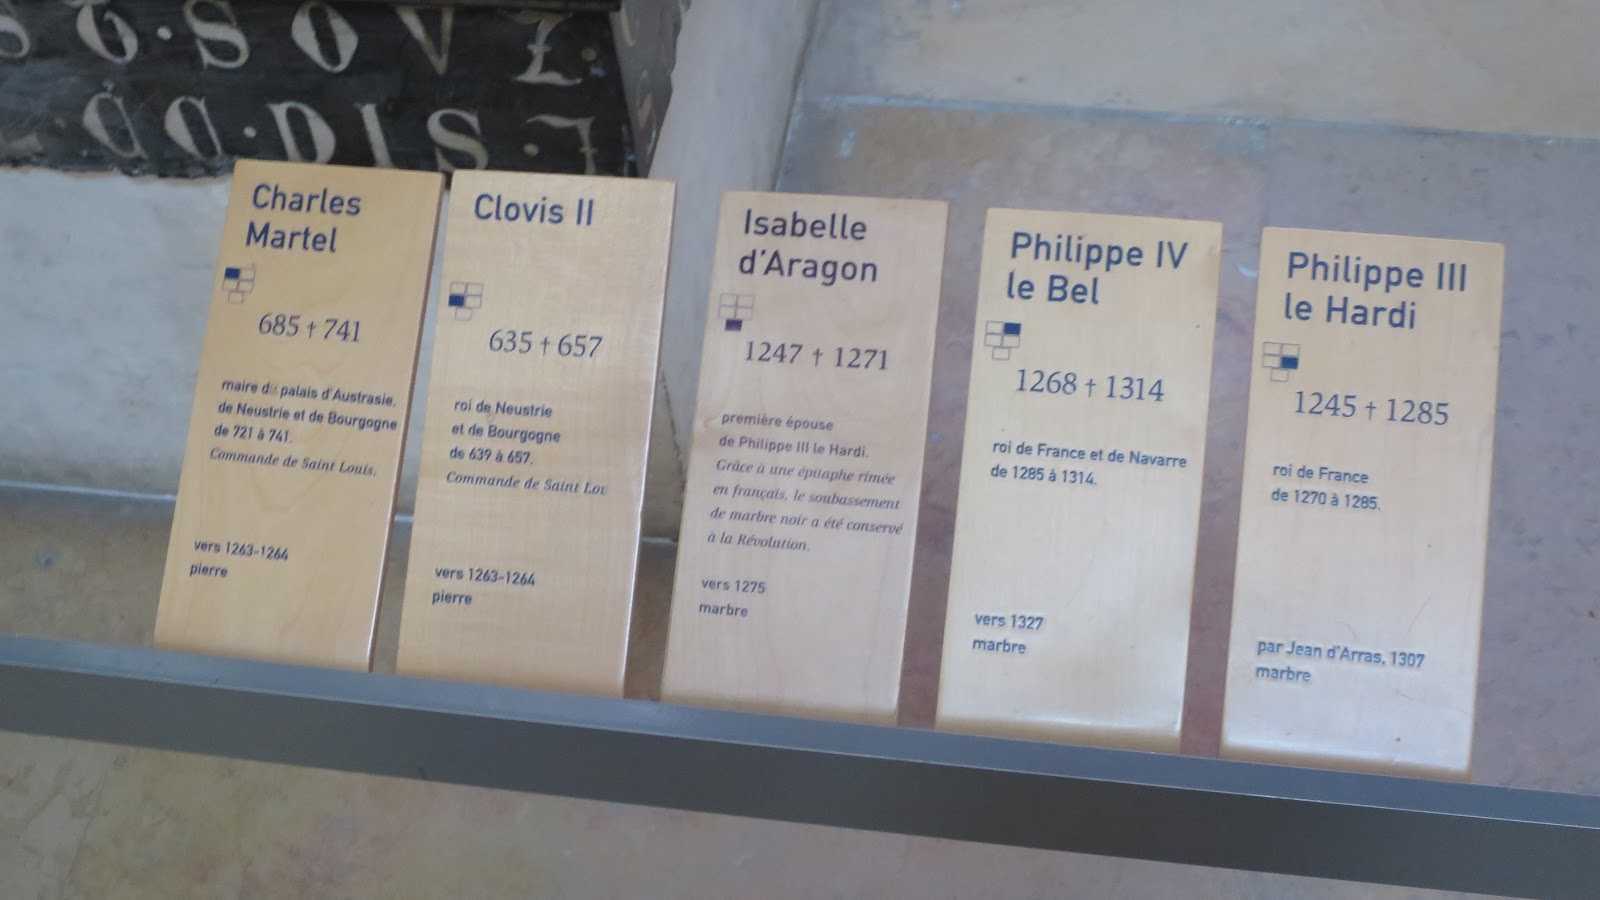 S · S O V Z
C C · D I S · 7
Charles
Martel
685 † 741
maire d palais d'Austrasie,
de Neustrie et de Bourgogne
de 721 à 741.
Commande de Saint Louis.
vers 1263-1264
pierre
Clovis II
635 † 657
roi de Neustrie
et de Bourgogne
de 639 à 657.
Commande de Saint Lou
vers 1263-1264
pierre
Isabelle
d'Aragon
1247 † 1271
première épouse
de Philippe III le Hardi.
Grâce à une épitaphe rimée
en français, le soubassement
de marbre noir a été conservé
à la Révolution.
vers 1275
marbre
Philippe IV
le Bel
1268 † 1314
roi de France et de Navarre
de 1285 à 1314.
vers 1327
marbre
Philippe III
le Hardi
1245 † 1285
roi de France
de 1270 à 1285.
par Jean d'Arras, 1307
marbre